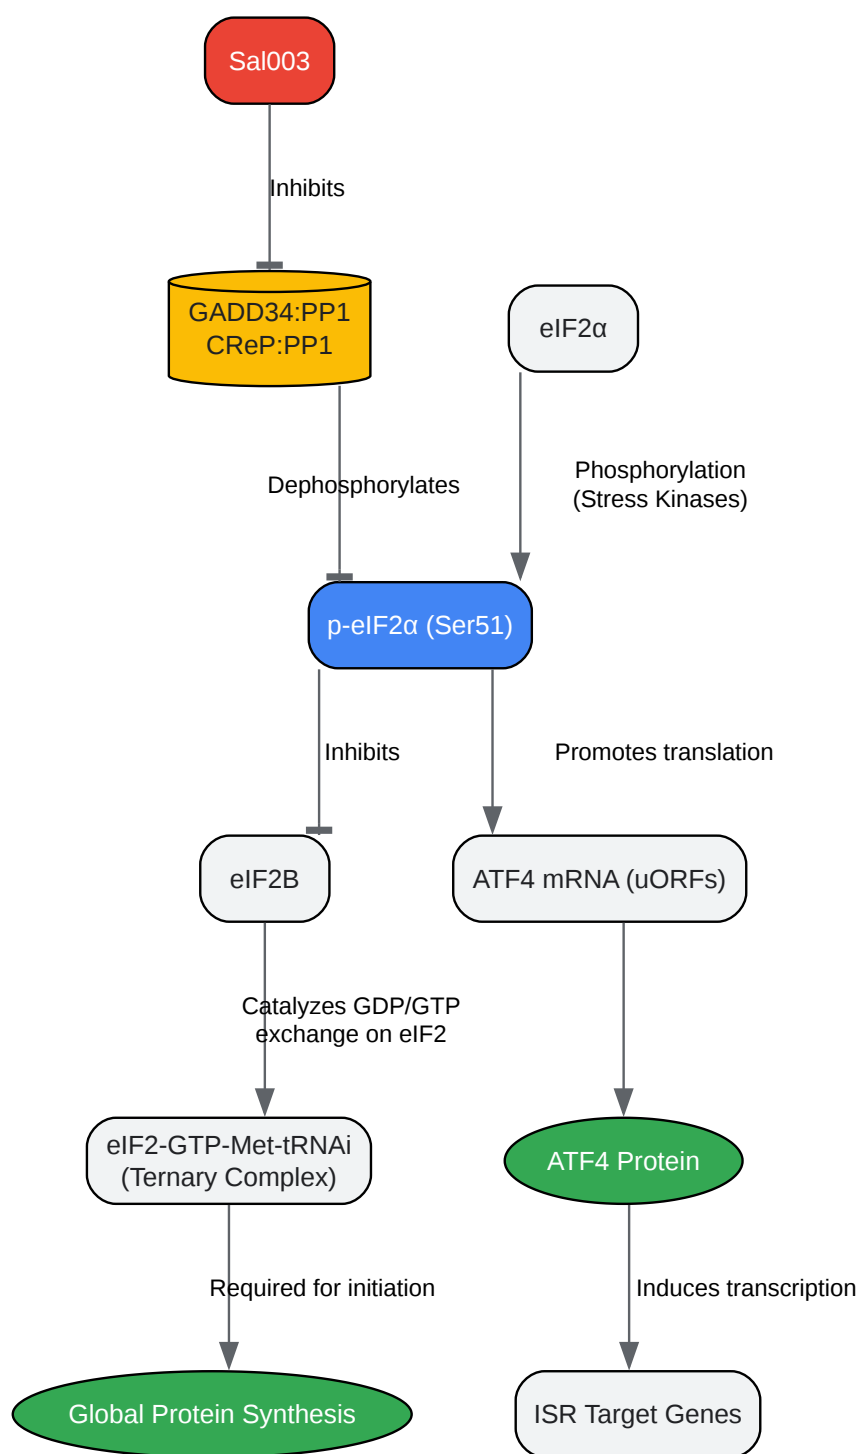 Sal003
Inhibits
GADD34:PP1
CReP:PP1
eIF2α
Dephosphorylates
Phosphorylation
(Stress Kinases)
p-eIF2α (Ser51)
Inhibits
Promotes translation
eIF2B
ATF4 mRNA (uORFs)
Catalyzes GDP/GTP
exchange on eIF2
eIF2-GTP-Met-tRNAi
(Ternary Complex)
ATF4 Protein
Required for initiation
Induces transcription
Global Protein Synthesis
ISR Target Genes